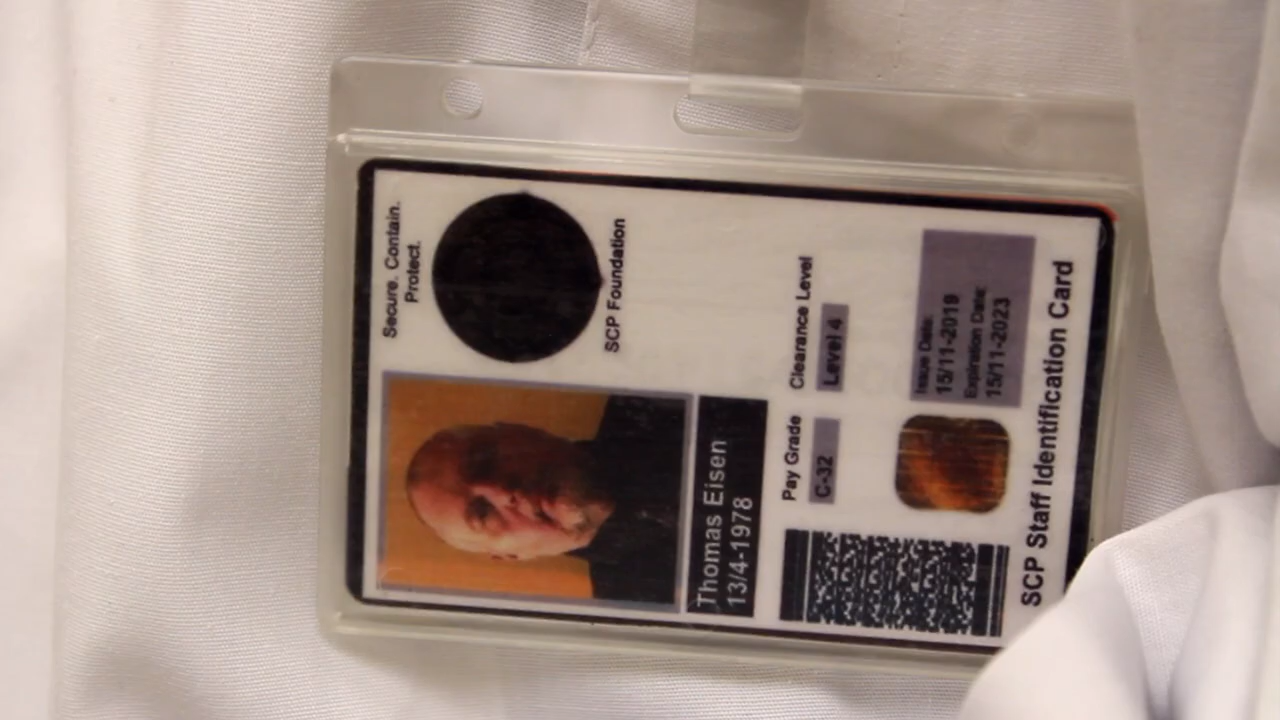 Secure. Contain.
Protect.
SCP Foundation
Thomas Eisen
13/4-1978
Pay Grade
C-32
Clearance Level
Level 4
Issue Date:
15/11-2019
Expiration Date:
15/11-2023
SCP Staff Identification Card